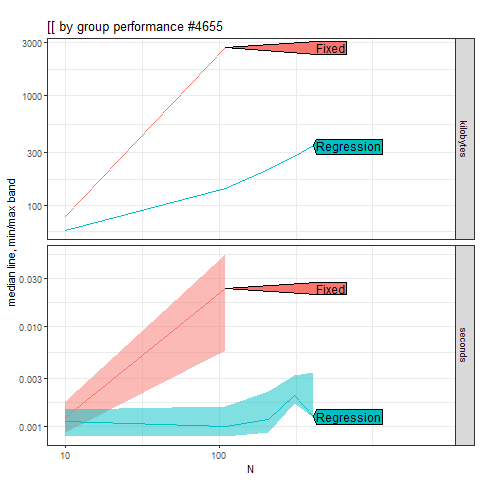 [[ by group performance #4655
3000
1000
300
100
Fixed
Regression
kilobytes
median line, min/max band
0.030
0.010
0.003
0.001
Fixed
Regression
seconds
10
100
N